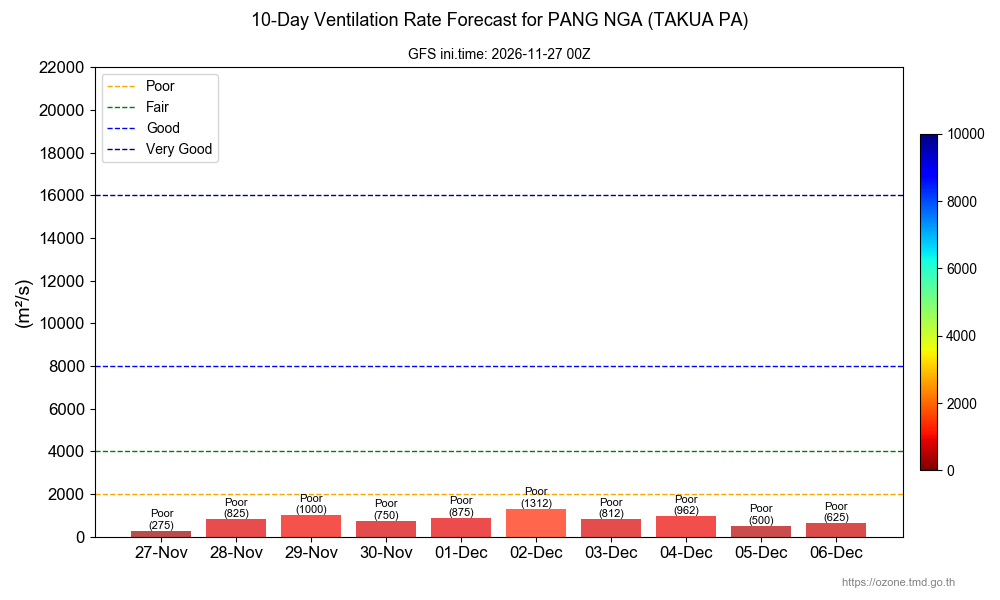 10-Day Ventilation Rate Forecast for PANG NGA (TAKUA PA)
GFS ini.time: 2026-11-27 00Z
(m²/s)
22000
20000
18000
16000
14000
12000
10000
8000
6000
4000
2000
0
Poor
Fair
Good
Very Good
Poor
(275)
Poor
(825)
Poor
(1000)
Poor
(750)
Poor
(875)
Poor
(1312)
Poor
(812)
Poor
(962)
Poor
(500)
Poor
(625)
27-Nov 28-Nov 29-Nov 30-Nov 01-Dec 02-Dec 03-Dec 04-Dec 05-Dec 06-Dec
10000
8000
6000
4000
2000
0
https://ozone.tmd.go.th